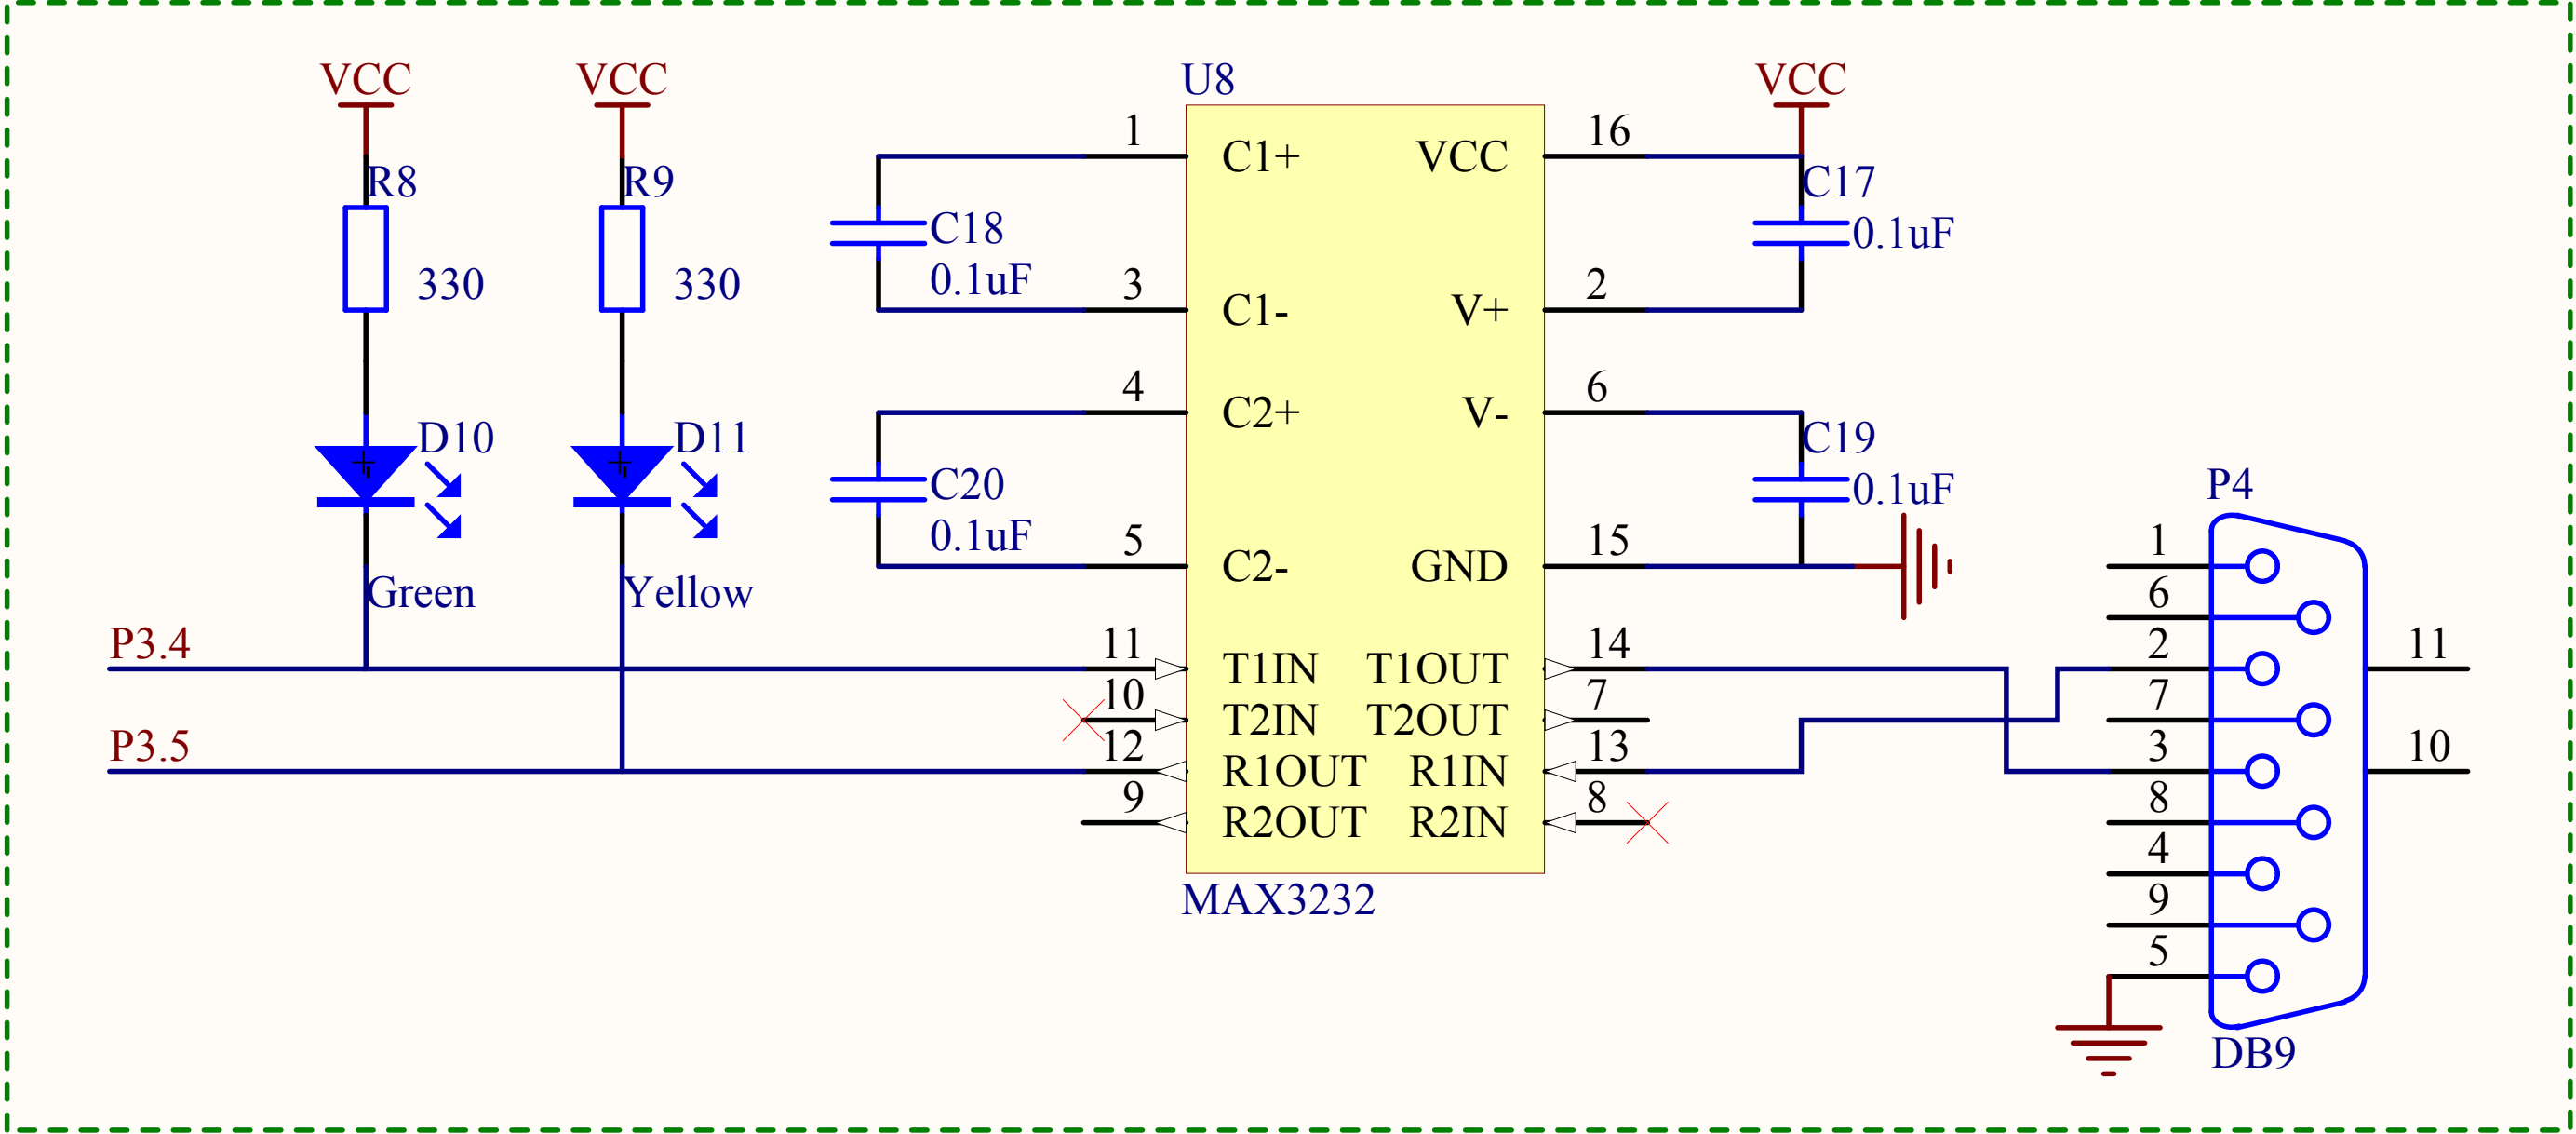 VCC
R8
330
D10
Green
VCC
R9
330
D11
Yellow
P3.4
P3.5
C18
0.1uF
C20
0.1uF
U8
1 C1+ VCC 16
3 C1- V+ 2
4 C2+ V- 6
5 C2- GND 15
11 T1IN T1OUT 14
10 T2IN T2OUT 7
12 R1OUT R1IN 13
9 R2OUT R2IN 8
MAX3232
VCC
C17
0.1uF
C19
0.1uF
P4
1
6
2
7
3
8
4
9
5
11
10
DB9